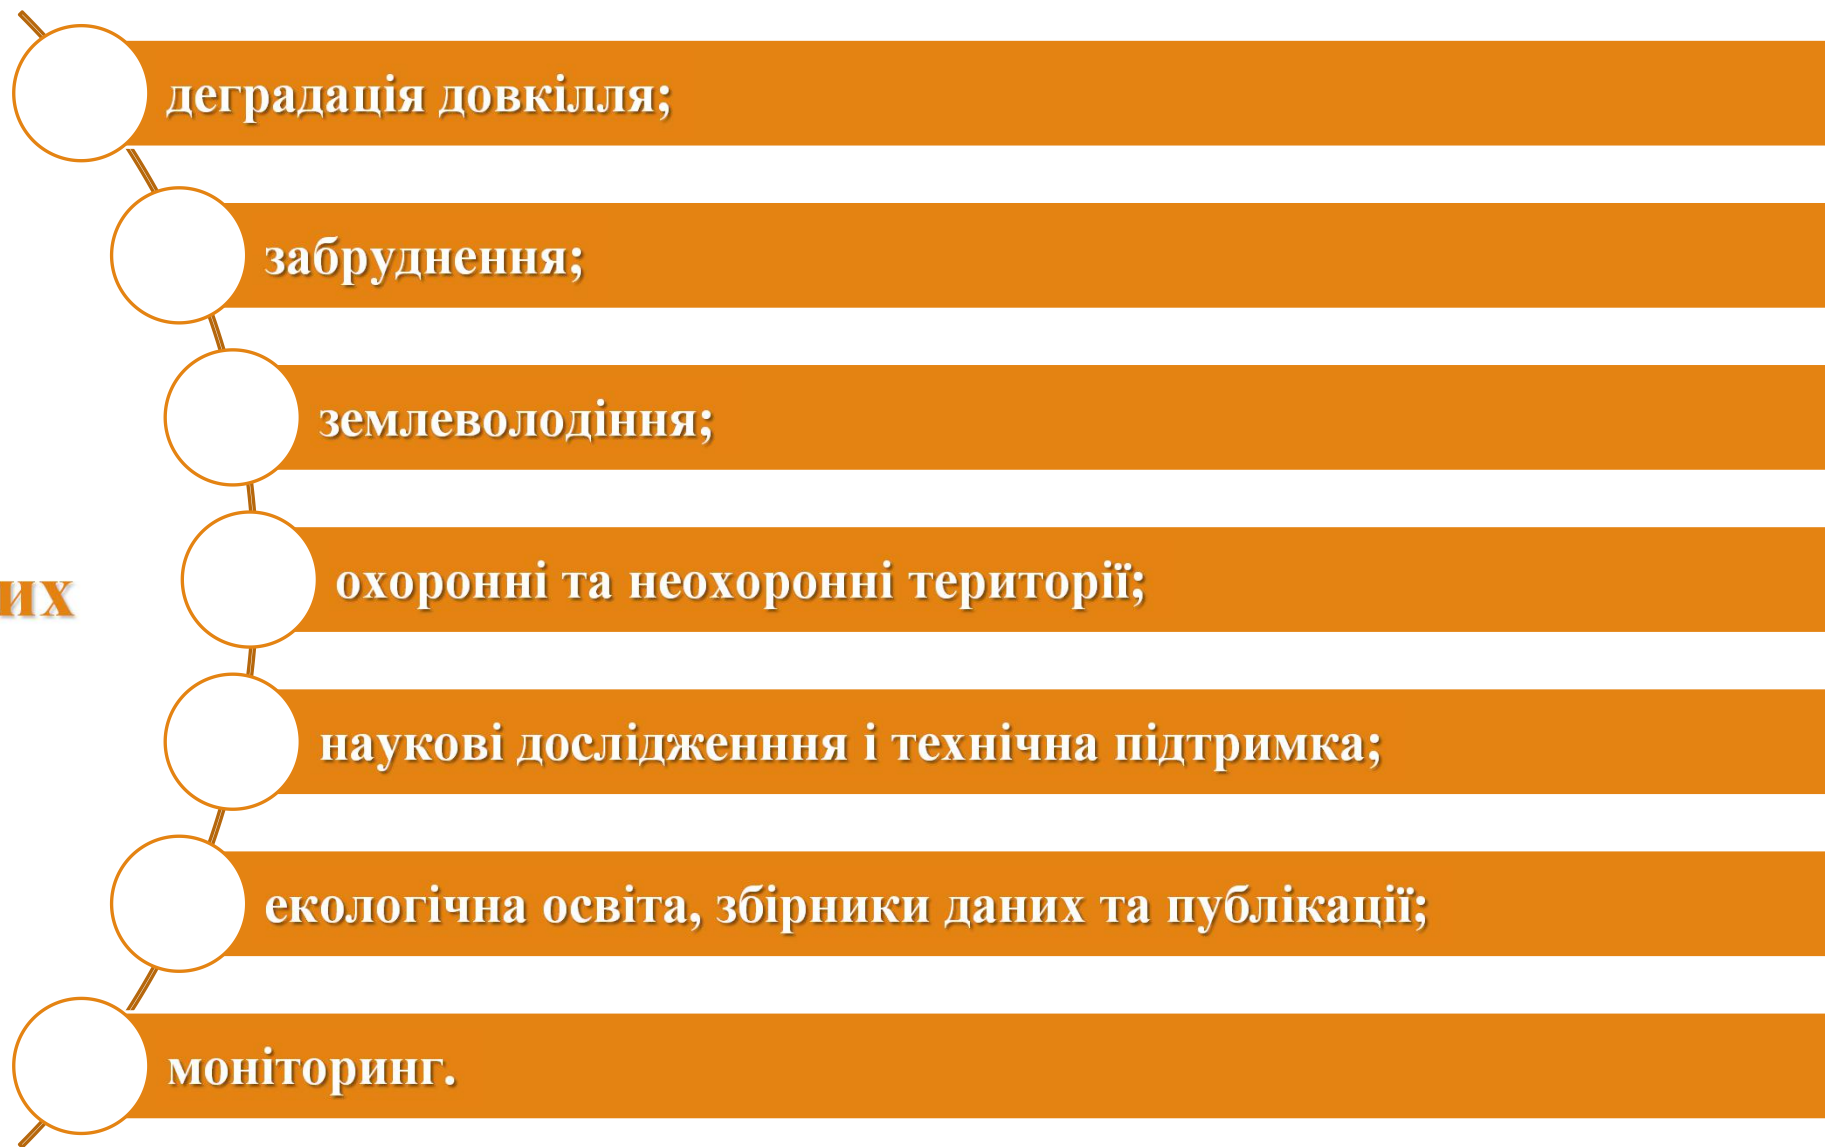 деградація довкілля;
забруднення;
землеволодіння;
охоронні та неохоронні території;
их
наукові дослідженння і технічна підтримка;
екологічна освіта, збірники даних та публікації;
моніторинг.